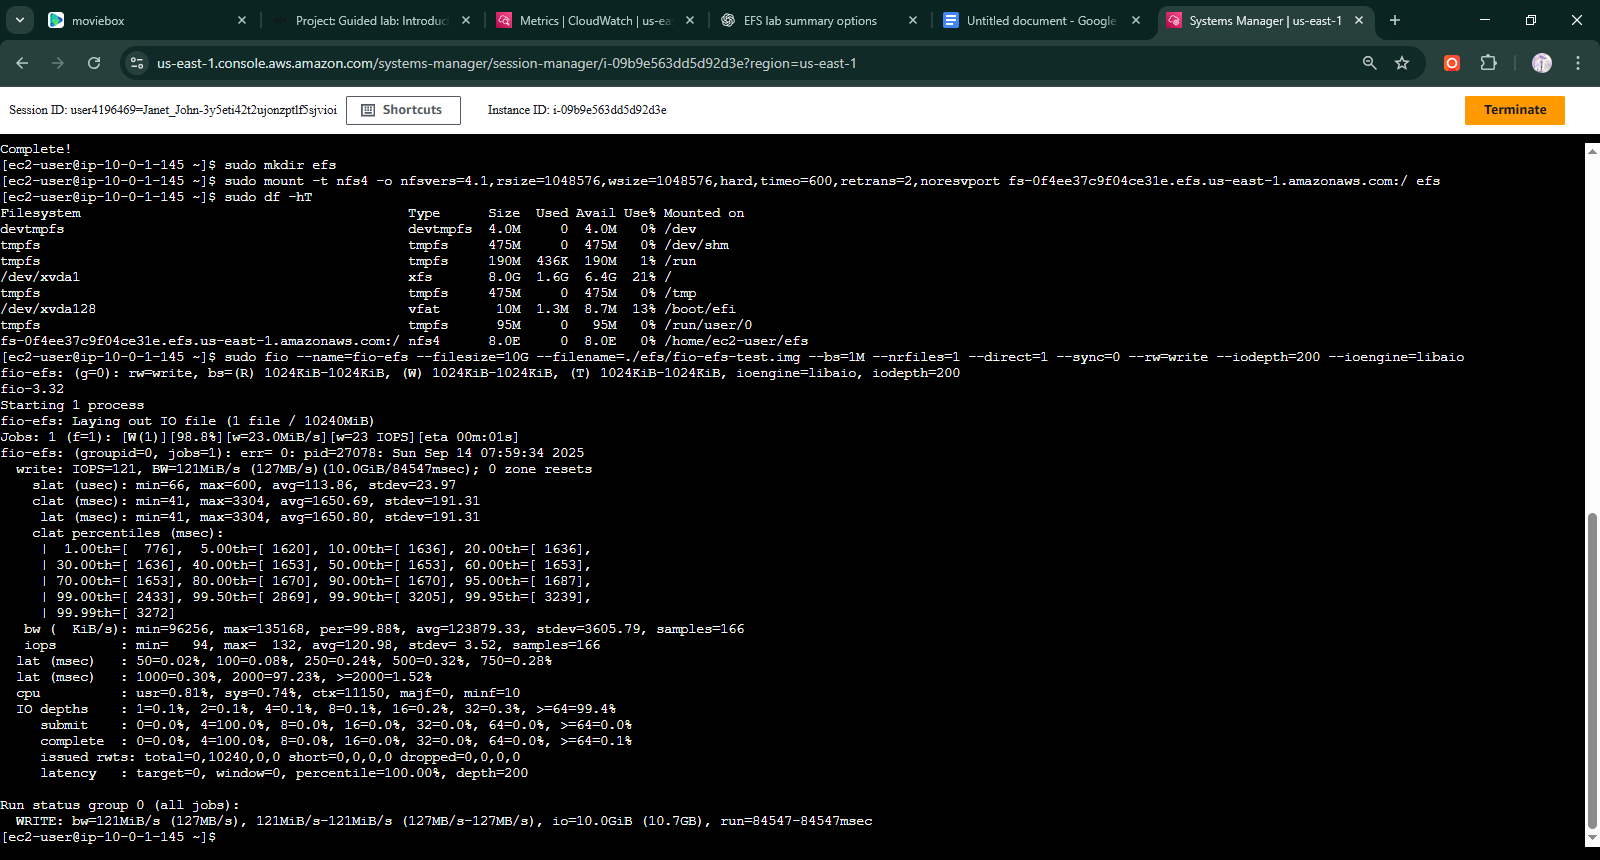 moviebox
Project: Guided lab: Introduc
Metrics | CloudWatch | us-ea
EFS lab summary options
Untitled document - Google
Systems Manager | us-east-1
us-east-1.console.aws.amazon.com/systems-manager/session-manager/i-09b9e563dd5d92d3e?region=us-east-1
Session ID: user4196469=Janet_John-3y5eti42t2ujonzptlf5sjvioi
Shortcuts
Instance ID: i-09b9e563dd5d92d3e
Terminate
Complete!
[ec2-user@ip-10-0-1-145 ~]$ sudo mkdir efs
[ec2-user@ip-10-0-1-145 ~]$ sudo mount -t nfs4 -o nfsvers=4.1,rsize=1048576,wsize=1048576,hard,timeo=600,retrans=2,noresvport fs-0f4ee37c9f04ce31e.efs.us-east-1.amazonaws.com:/ efs
[ec2-user@ip-10-0-1-145 ~]$ sudo df -hT
Filesystem Type Size Used Avail Use% Mounted on
devtmpfs devtmpfs 4.0M 0 4.0M 0% /dev
tmpfs tmpfs 475M 0 475M 0% /dev/shm
tmpfs tmpfs 190M 436K 190M 1% /run
/dev/xvda1 xfs 8.0G 1.6G 6.4G 21% /
tmpfs tmpfs 475M 0 475M 0% /tmp
/dev/xvda128 vfat 10M 1.3M 8.7M 13% /boot/efi
tmpfs tmpfs 95M 0 95M 0% /run/user/0
fs-0f4ee37c9f04ce31e.efs.us-east-1.amazonaws.com:/ nfs4 8.0E 0 8.0E 0% /home/ec2-user/efs
[ec2-user@ip-10-0-1-145 ~]$ sudo fio --name=fio-efs --filesize=10G --filename=./efs/fio-efs-test.img --bs=1M --nrfiles=1 --direct=1 --sync=0 --rw=write --iodepth=200 --ioengine=libaio
fio-efs: (g=0): rw=write, bs=(R) 1024KiB-1024KiB, (W) 1024KiB-1024KiB, (T) 1024KiB-1024KiB, ioengine=libaio, iodepth=200
fio-3.32
Starting 1 process
fio-efs: Laying out IO file (1 file / 10240MiB)
Jobs: 1 (f=1): [W(1)][98.8%][w=23.0MiB/s][w=23 IOPS][eta 00m:01s]
fio-efs: (groupid=0, jobs=1): err= 0: pid=27078: Sun Sep 14 07:59:34 2025
write: IOPS=121, BW=121MiB/s (127MB/s)(10.0GiB/84547msec); 0 zone resets
slat (usec): min=66, max=600, avg=113.86, stdev=23.97
clat (msec): min=41, max=3304, avg=1650.69, stdev=191.31
lat (msec): min=41, max=3304, avg=1650.80, stdev=191.31
clat percentiles (msec):
| 1.00th=[ 776], 5.00th=[ 1620], 10.00th=[ 1636], 20.00th=[ 1636],
| 30.00th=[ 1636], 40.00th=[ 1653], 50.00th=[ 1653], 60.00th=[ 1653],
| 70.00th=[ 1653], 80.00th=[ 1670], 90.00th=[ 1670], 95.00th=[ 1687],
| 99.00th=[ 2433], 99.50th=[ 2869], 99.90th=[ 3205], 99.95th=[ 3239],
| 99.99th=[ 3272]
bw ( KiB/s): min=96256, max=135168, per=99.88%, avg=123879.33, stdev=3605.79, samples=166
iops : min= 94, max= 132, avg=120.98, stdev= 3.52, samples=166
lat (msec) : 50=0.02%, 100=0.08%, 250=0.24%, 500=0.32%, 750=0.28%
lat (msec) : 1000=0.30%, 2000=97.23%, >=2000=1.52%
cpu : usr=0.81%, sys=0.74%, ctx=11150, majf=0, minf=10
IO depths : 1=0.1%, 2=0.1%, 4=0.1%, 8=0.1%, 16=0.2%, 32=0.3%, >=64=99.4%
submit : 0=0.0%, 4=100.0%, 8=0.0%, 16=0.0%, 32=0.0%, 64=0.0%, >=64=0.0%
complete : 0=0.0%, 4=100.0%, 8=0.0%, 16=0.0%, 32=0.0%, 64=0.0%, >=64=0.1%
issued rwts: total=0,10240,0,0 short=0,0,0,0 dropped=0,0,0,0
latency : target=0, window=0, percentile=100.00%, depth=200
Run status group 0 (all jobs):
WRITE: bw=121MiB/s (127MB/s), 121MiB/s-121MiB/s (127MB/s-127MB/s), io=10.0GiB (10.7GB), run=84547-84547msec
[ec2-user@ip-10-0-1-145 ~]$